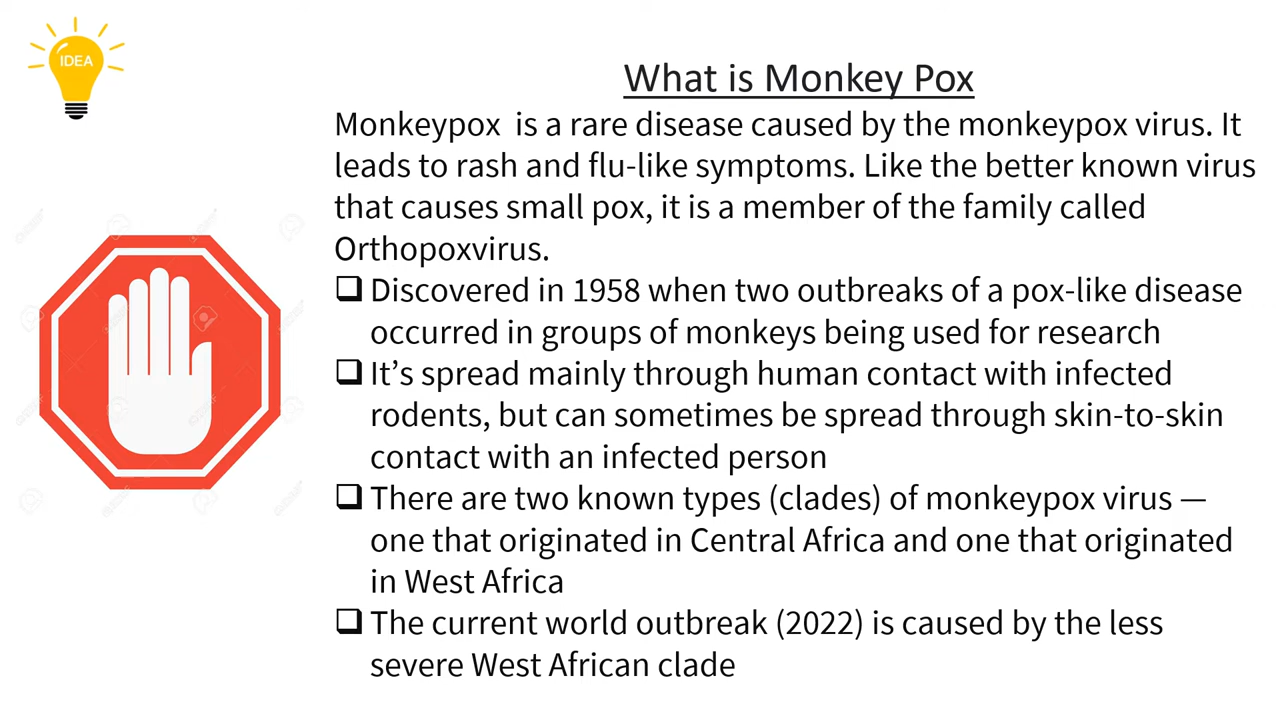 IDEA
What is Monkey Pox
Monkeypox  is a rare disease caused by the monkeypox virus. It
leads to rash and flu-like symptoms. Like the better known virus
that causes small pox, it is a member of the family called
Orthopoxvirus.
❑ Discovered in 1958 when two outbreaks of a pox-like disease
occurred in groups of monkeys being used for research
❑ It’s spread mainly through human contact with infected
rodents, but can sometimes be spread through skin-to-skin
contact with an infected person
❑ There are two known types (clades) of monkeypox virus —
one that originated in Central Africa and one that originated
in West Africa
❑ The current world outbreak (2022) is caused by the less
severe West African clade